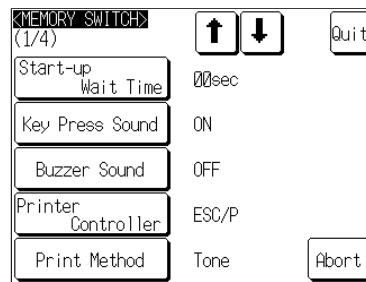 <MEMORY SWITCH>
(1/4)
Quit
Start-up
Wait Time
00sec
Key Press Sound
ON
Buzzer Sound
OFF
Printer
Controller
ESC/P
Print Method
Tone
Abort